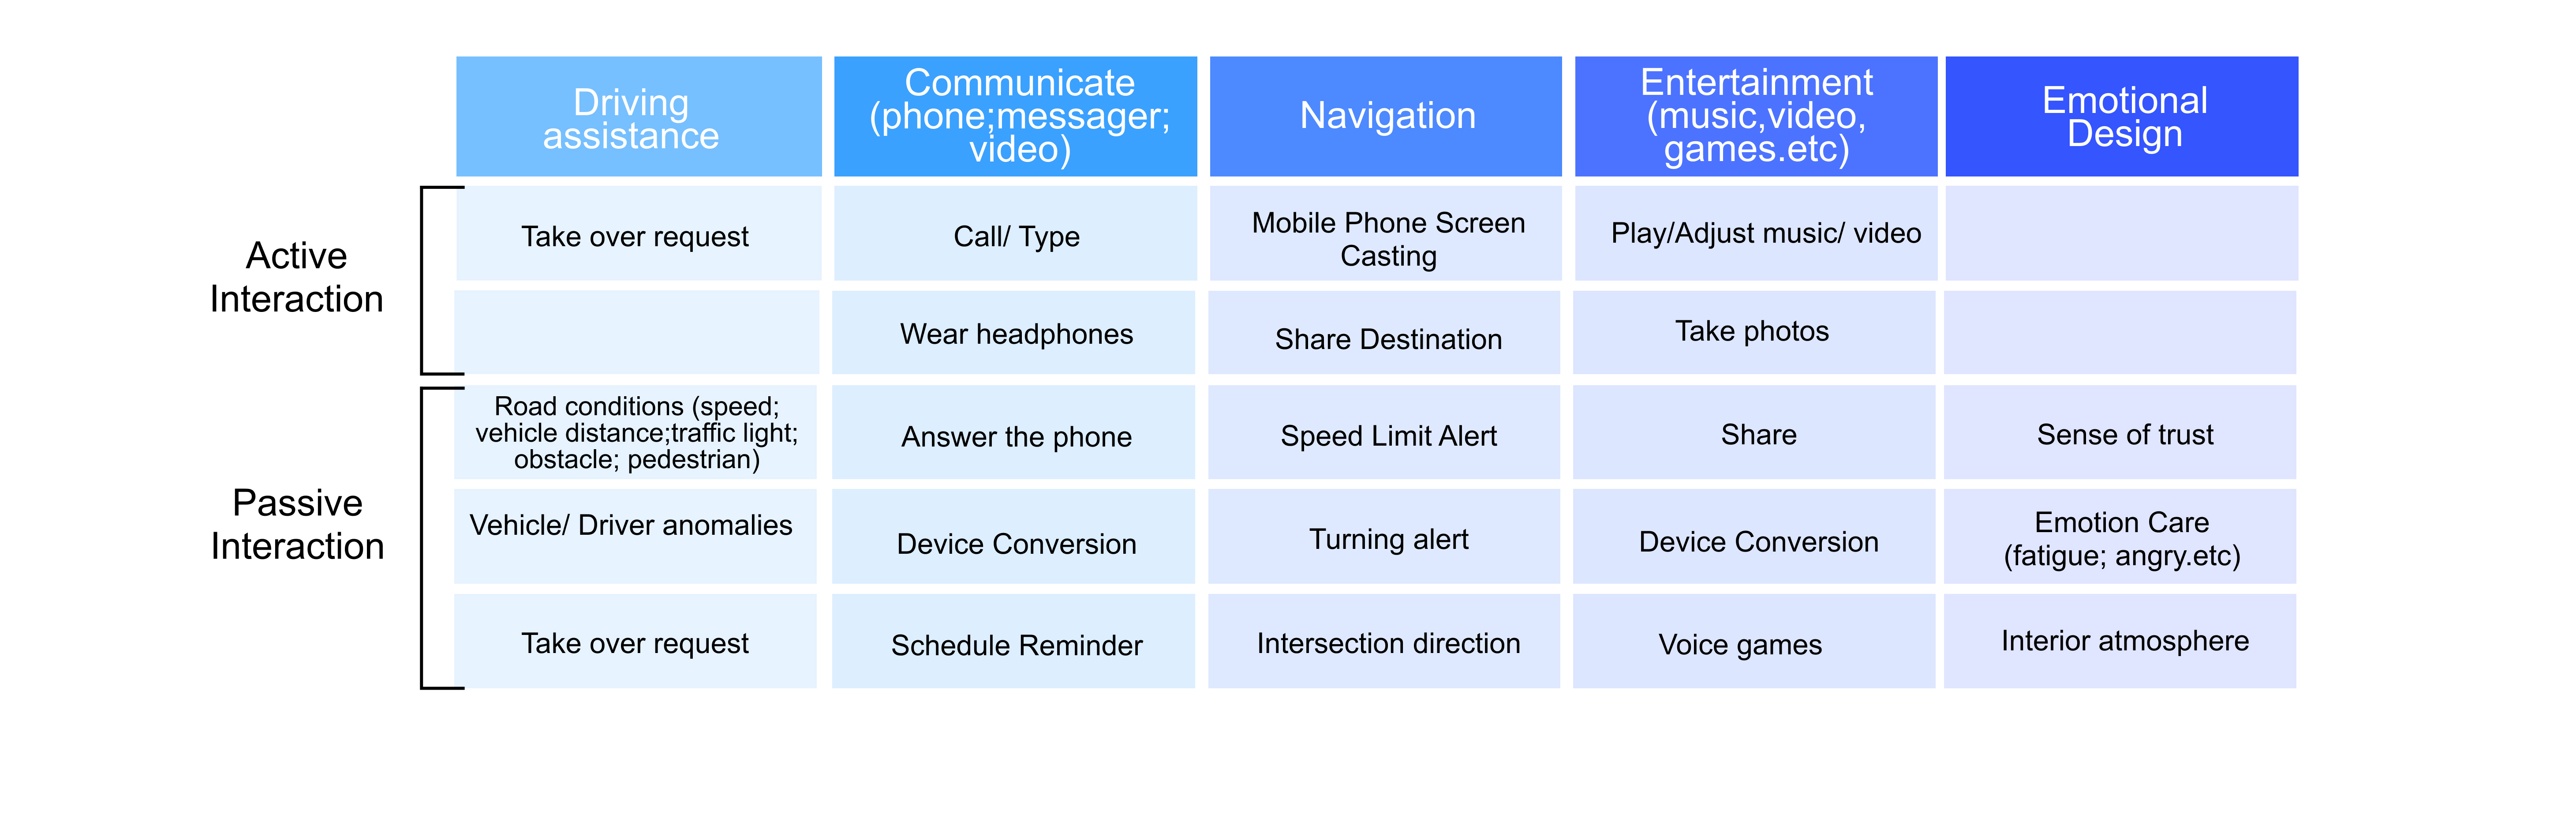 Driving
assistance
Communicate
(phone;messager;
video)
Navigation
Entertainment
(music,video,
games.etc)
Emotional
Design
Active
Interaction
Take over request
Call/ Type
Mobile Phone Screen
Casting
Play/Adjust music/ video
Wear headphones
Share Destination
Take photos
Passive
Interaction
Road conditions (speed;
vehicle distance;traffic light;
obstacle; pedestrian)
Answer the phone
Speed Limit Alert
Share
Sense of trust
Vehicle/ Driver anomalies
Device Conversion
Turning alert
Device Conversion
Emotion Care
(fatigue; angry.etc)
Take over request
Schedule Reminder
Intersection direction
Voice games
Interior atmosphere